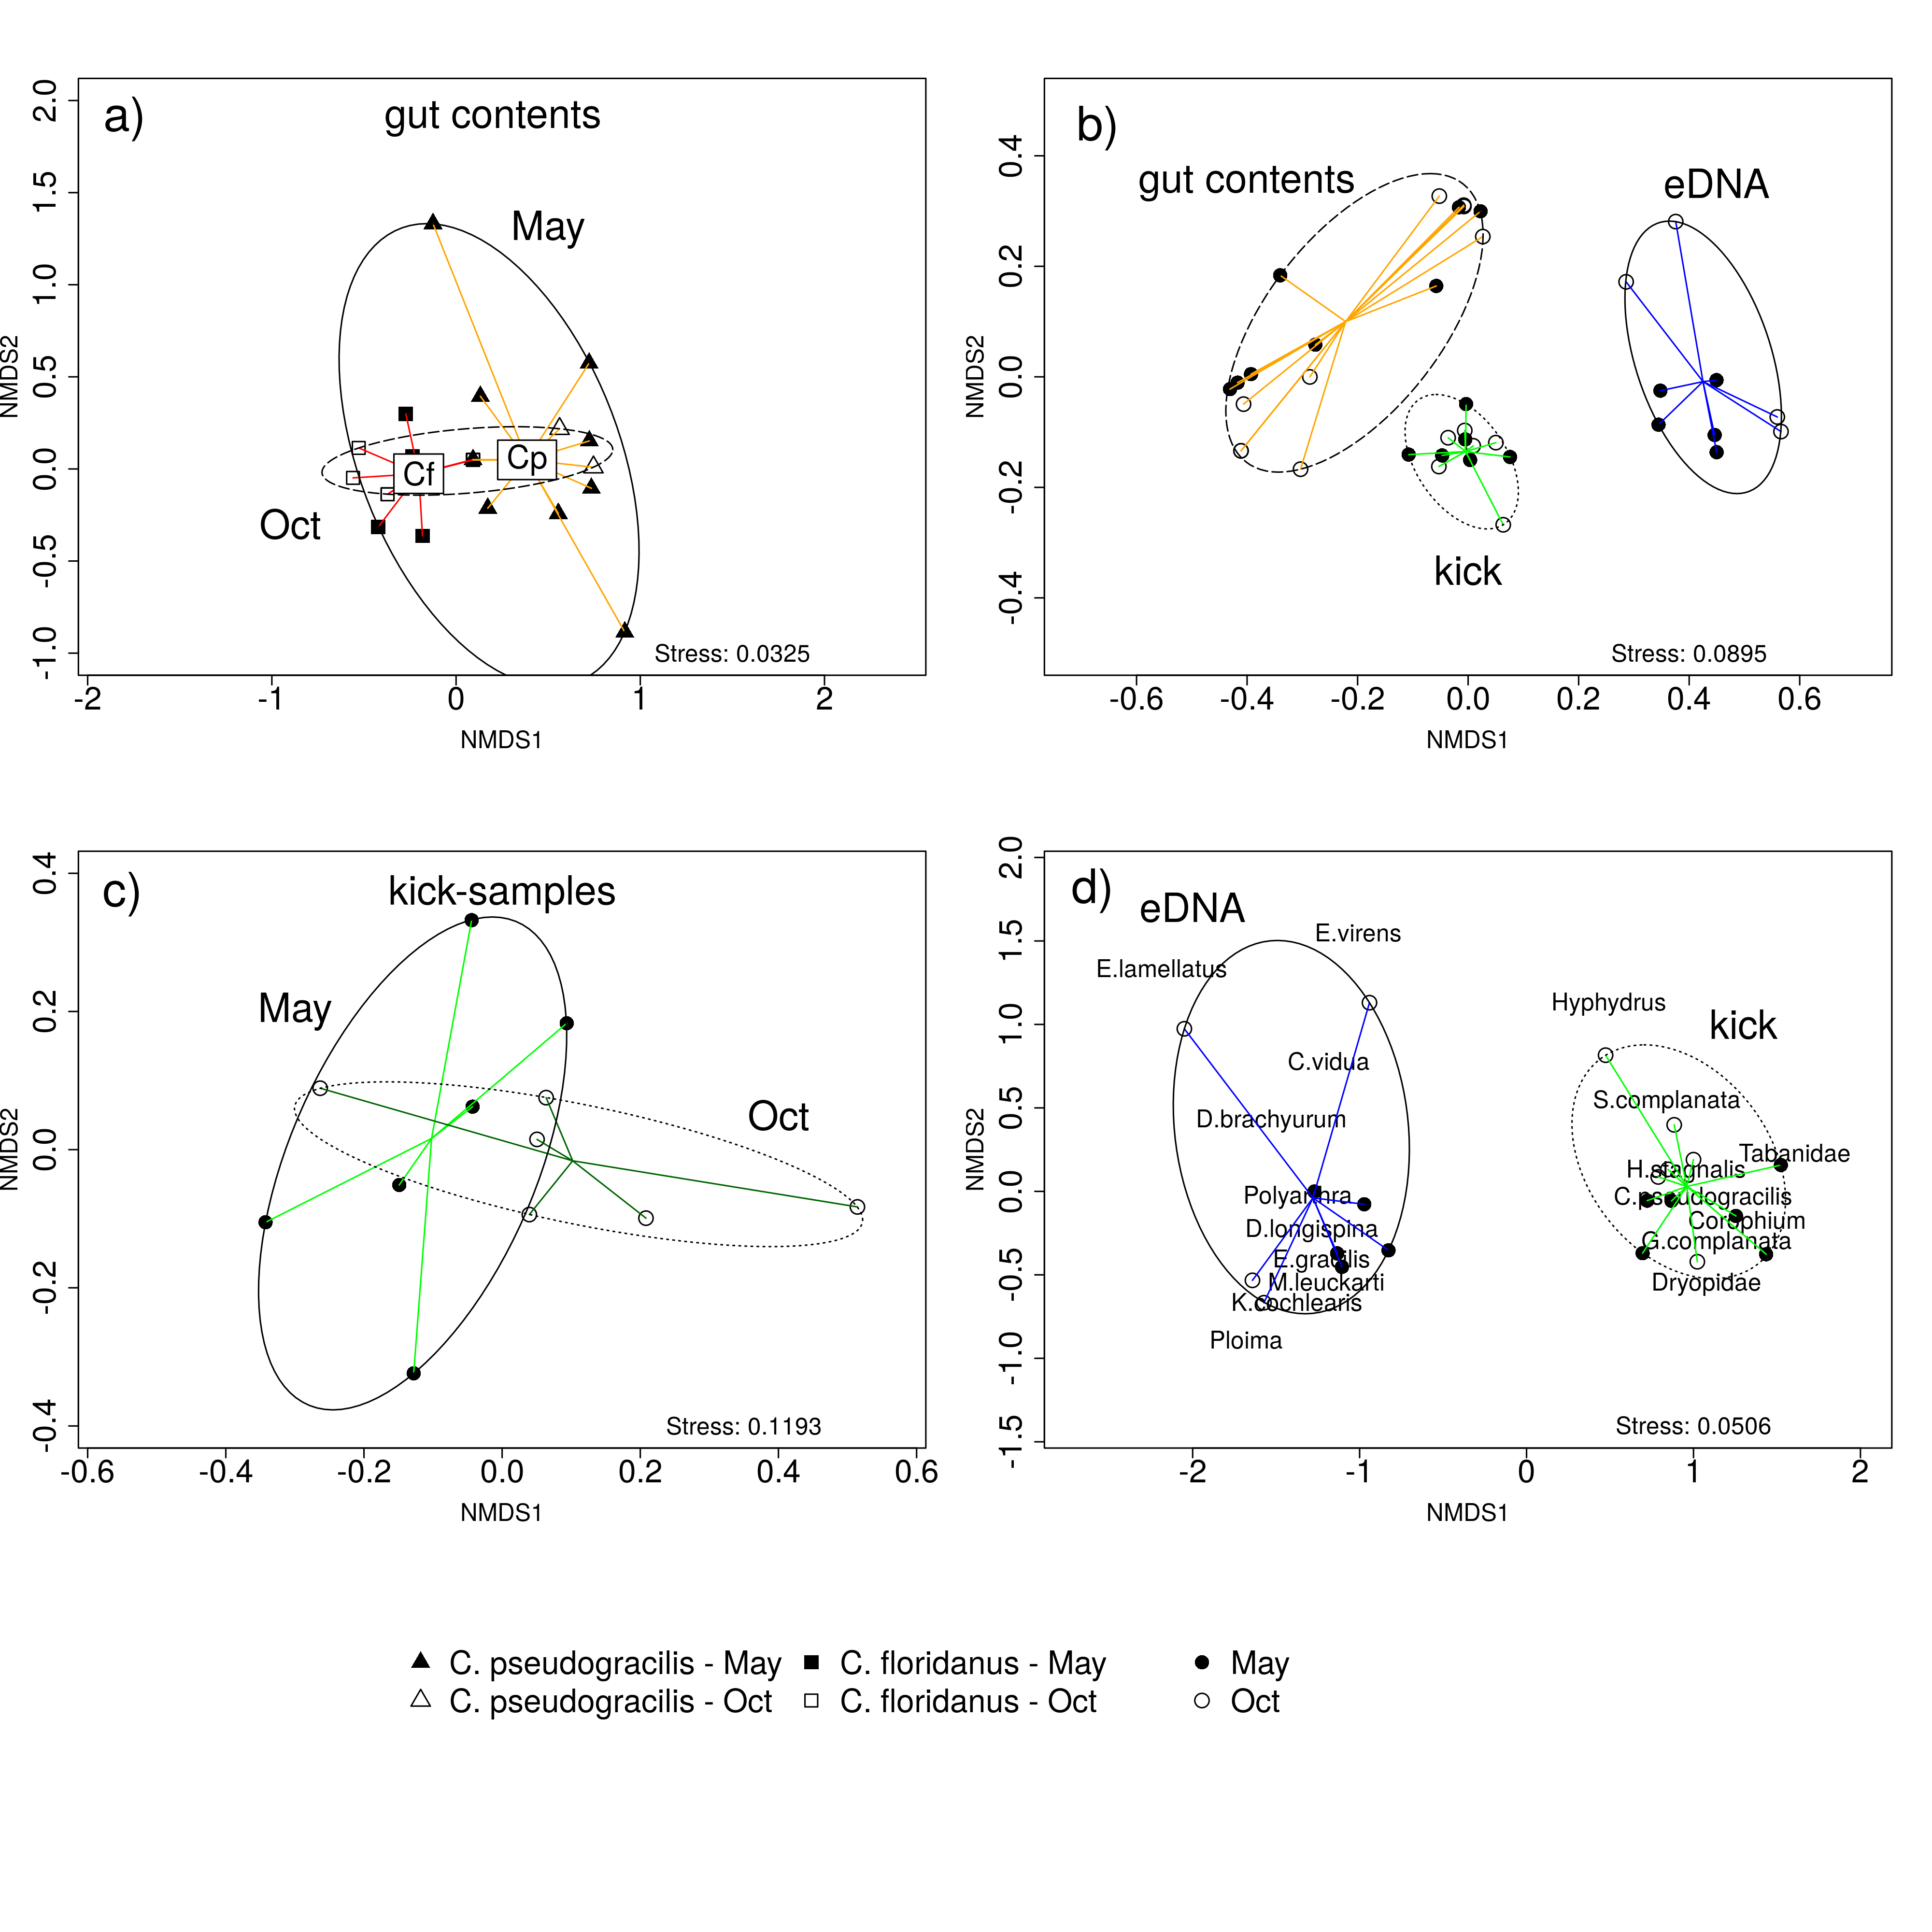 a)
gut contents
May
Cf
Cp
Oct
Stress: 0.0325
2.0
1.5
1.0
0.5
0.0
-0.5
-1.0
NMDS2
-2
-1
0
1
2
NMDS1
b)
gut contents
eDNA
kick
Stress: 0.0895
0.4
0.2
0.0
-0.2
-0.4
NMDS2
-0.6
-0.4
-0.2
0.0
0.2
0.4
0.6
NMDS1
c)
kick-samples
May
Oct
Stress: 0.1193
0.4
0.2
0.0
-0.2
-0.4
NMDS2
-0.6
-0.4
-0.2
0.0
0.2
0.4
0.6
NMDS1
d)
eDNA
E.virens
E.lamellatus
Hyphydrus
kick
C.vidua
S.complanata
D.brachyurum
Tabanidae
H.stagnalis
Polyarthra
C.pseudogracilis
Corophium
D.longispina
G.complanata
E.gracilis
M.leuckarti
Dryopidae
K.cochlearis
Ploima
Stress: 0.0506
2.0
1.5
1.0
0.5
0.0
-0.5
-1.0
-1.5
NMDS2
-2
-1
0
1
2
NMDS1
C. pseudogracilis - May
C. floridanus - May
May
C. pseudogracilis - Oct
C. floridanus - Oct
Oct